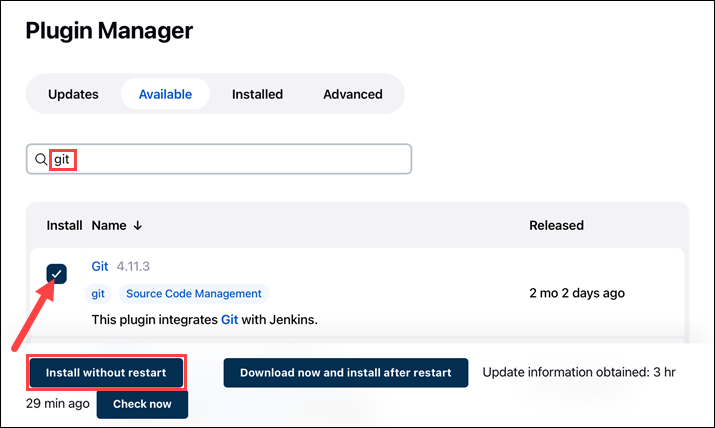 Plugin Manager
Updates Available Installed Advanced
git
Install Name ↓ Released
Git 4.11.3
git Source Code Management
2 mo 2 days ago
This plugin integrates Git with Jenkins.
Install without restart Download now and install after restart Update information obtained: 3 hr
29 min ago Check now